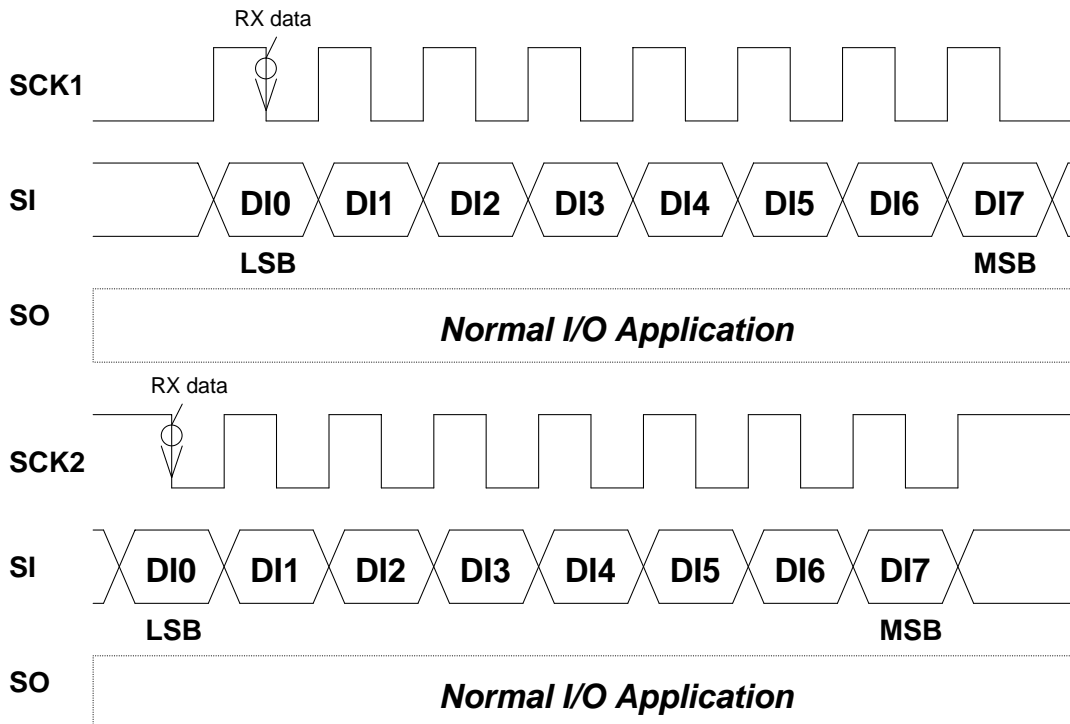 RX data
SCK1
SI DI0 DI1 DI2 DI3 DI4 DI5 DI6 DI7
LSB MSB
SO Normal I/O Application
RX data
SCK2
SI DI0 DI1 DI2 DI3 DI4 DI5 DI6 DI7
LSB MSB
SO Normal I/O Application